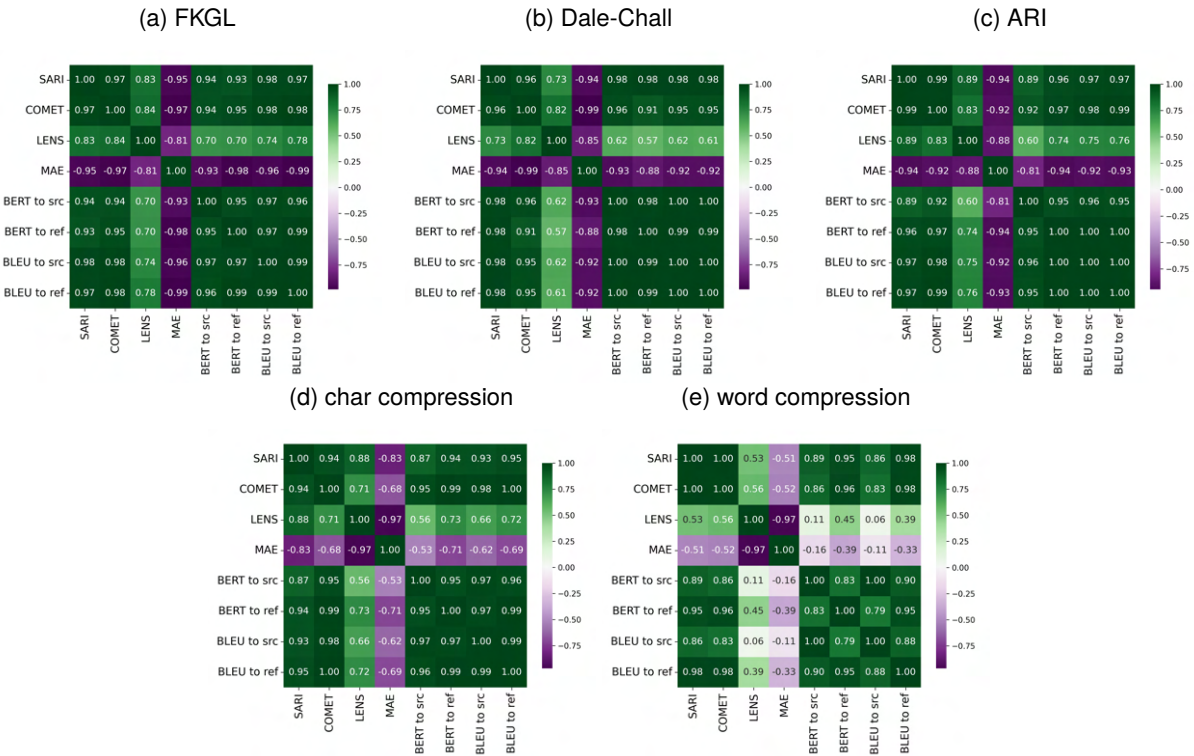 (a) FKGL
SARI 1.00 0.97 0.83 -0.95 0.94 0.93 0.98 0.97
COMET 0.97 1.00 0.84 -0.97 0.94 0.95 0.98 0.98
LENS 0.83 0.84 1.00 -0.81 0.70 0.70 0.74 0.78
MAE -0.95 -0.97 -0.81 1.00 -0.93 -0.98 -0.96 -0.99
BERT to src 0.94 0.94 0.70 -0.93 1.00 0.95 0.97 0.96
BERT to ref 0.93 0.95 0.70 -0.98 0.95 1.00 0.97 0.99
BLEU to src 0.98 0.98 0.74 -0.96 0.97 0.97 1.00 0.99
BLEU to ref 0.97 0.98 0.78 -0.99 0.96 0.99 0.99 1.00
SARI COMET LENS MAE BERT to src BERT to ref BLEU to src BLEU to ref
1.00
0.75
0.50
0.25
0.00
−0.25
−0.50
−0.75
(b) Dale-Chall
SARI 1.00 0.96 0.73 -0.94 0.98 0.98 0.98 0.98
COMET 0.96 1.00 0.82 -0.99 0.96 0.91 0.95 0.95
LENS 0.73 0.82 1.00 -0.85 0.62 0.57 0.62 0.61
MAE -0.94 -0.99 -0.85 1.00 -0.93 -0.88 -0.92 -0.92
BERT to src 0.98 0.96 0.62 -0.93 1.00 0.98 1.00 1.00
BERT to ref 0.98 0.91 0.57 -0.88 0.98 1.00 0.99 0.99
BLEU to src 0.98 0.95 0.62 -0.92 1.00 0.99 1.00 1.00
BLEU to ref 0.98 0.95 0.61 -0.92 1.00 0.99 1.00 1.00
SARI COMET LENS MAE BERT to src BERT to ref BLEU to src BLEU to ref
1.00
0.75
0.50
0.25
0.00
−0.25
−0.50
−0.75
(c) ARI
SARI 1.00 0.99 0.89 -0.94 0.89 0.96 0.97 0.97
COMET 0.99 1.00 0.83 -0.92 0.92 0.97 0.98 0.99
LENS 0.89 0.83 1.00 -0.88 0.60 0.74 0.75 0.76
MAE -0.94 -0.92 -0.88 1.00 -0.81 -0.94 -0.92 -0.93
BERT to src 0.89 0.92 0.60 -0.81 1.00 0.95 0.96 0.95
BERT to ref 0.96 0.97 0.74 -0.94 0.95 1.00 1.00 1.00
BLEU to src 0.97 0.98 0.75 -0.92 0.96 1.00 1.00 1.00
BLEU to ref 0.97 0.99 0.76 -0.93 0.95 1.00 1.00 1.00
SARI COMET LENS MAE BERT to src BERT to ref BLEU to src BLEU to ref
1.00
0.75
0.50
0.25
0.00
−0.25
−0.50
−0.75
(d) char compression
SARI 1.00 0.94 0.88 -0.83 0.87 0.94 0.93 0.95
COMET 0.94 1.00 0.71 -0.68 0.95 0.99 0.98 1.00
LENS 0.88 0.71 1.00 -0.97 0.56 0.73 0.66 0.72
MAE -0.83 -0.68 -0.97 1.00 -0.53 -0.71 -0.62 -0.69
BERT to src 0.87 0.95 0.56 -0.53 1.00 0.95 0.97 0.96
BERT to ref 0.94 0.99 0.73 -0.71 0.95 1.00 0.97 0.99
BLEU to src 0.93 0.98 0.66 -0.62 0.97 0.97 1.00 0.99
BLEU to ref 0.95 1.00 0.72 -0.69 0.96 0.99 0.99 1.00
SARI COMET LENS MAE BERT to src BERT to ref BLEU to src BLEU to ref
1.00
0.75
0.50
0.25
0.00
−0.25
−0.50
−0.75
(e) word compression
SARI 1.00 1.00 0.53 -0.51 0.89 0.95 0.86 0.98
COMET 1.00 1.00 0.56 -0.52 0.86 0.96 0.83 0.98
LENS 0.53 0.56 1.00 -0.97 0.11 0.45 0.06 0.39
MAE -0.51 -0.52 -0.97 1.00 -0.16 -0.39 -0.11 -0.33
BERT to src 0.89 0.86 0.11 -0.16 1.00 0.83 1.00 0.90
BERT to ref 0.95 0.96 0.45 -0.39 0.83 1.00 0.79 0.95
BLEU to src 0.86 0.83 0.06 -0.11 1.00 0.79 1.00 0.88
BLEU to ref 0.98 0.98 0.39 -0.33 0.90 0.95 0.88 1.00
SARI COMET LENS MAE BERT to src BERT to ref BLEU to src BLEU to ref
1.00
0.75
0.50
0.25
0.00
−0.25
−0.50
−0.75